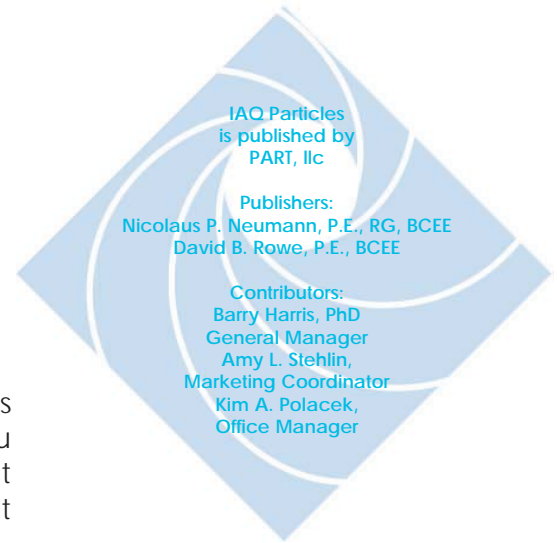 IAQ Particles
is published by
PART, llc
Publishers:
Nicolaus P. Neumann, P.E., RG, BCEE
David B. Rowe, P.E., BCEE
Contributors:
Barry Harris, PhD
General Manager
Amy L. Stehlin,
Marketing Coordinator
Kim A. Polacek,
Office Manager
s
u
t
t